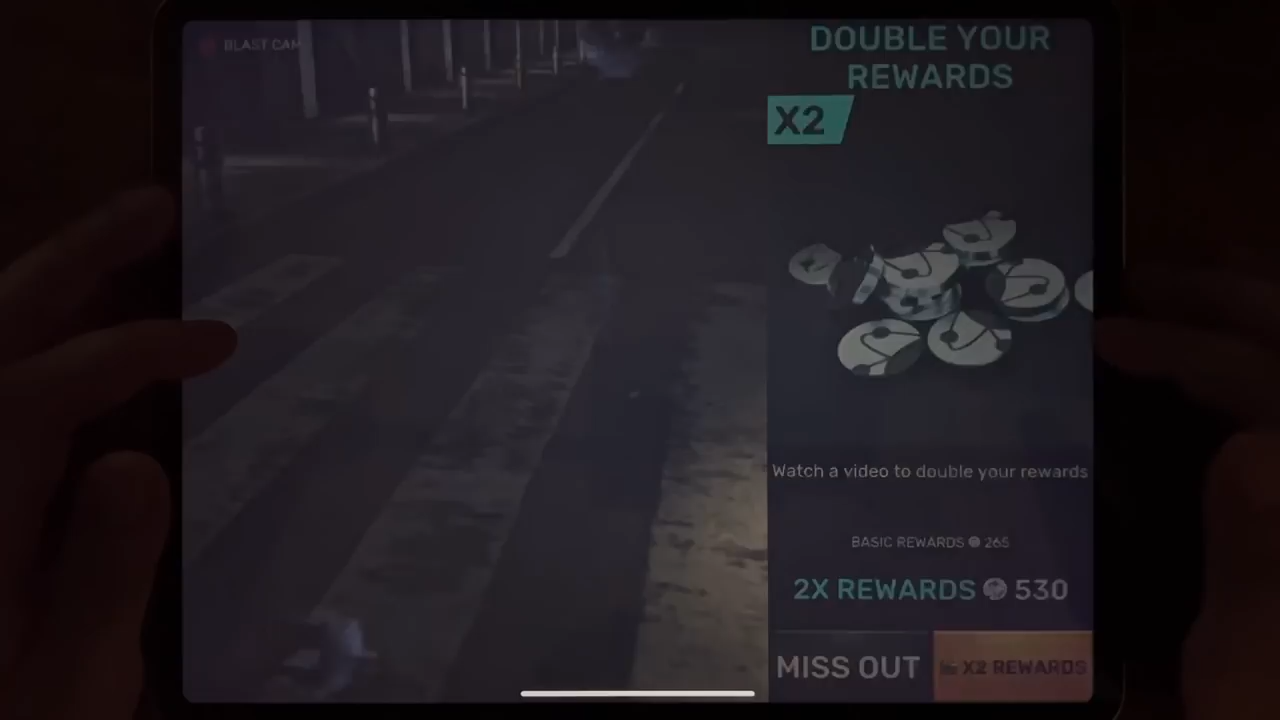 BLAST CAM
DOUBLE YOUR
REWARDS
X2
Watch a video to double your rewards
BASIC REWARDS 265
2X REWARDS 530
MISS OUT
X2 REWARDS